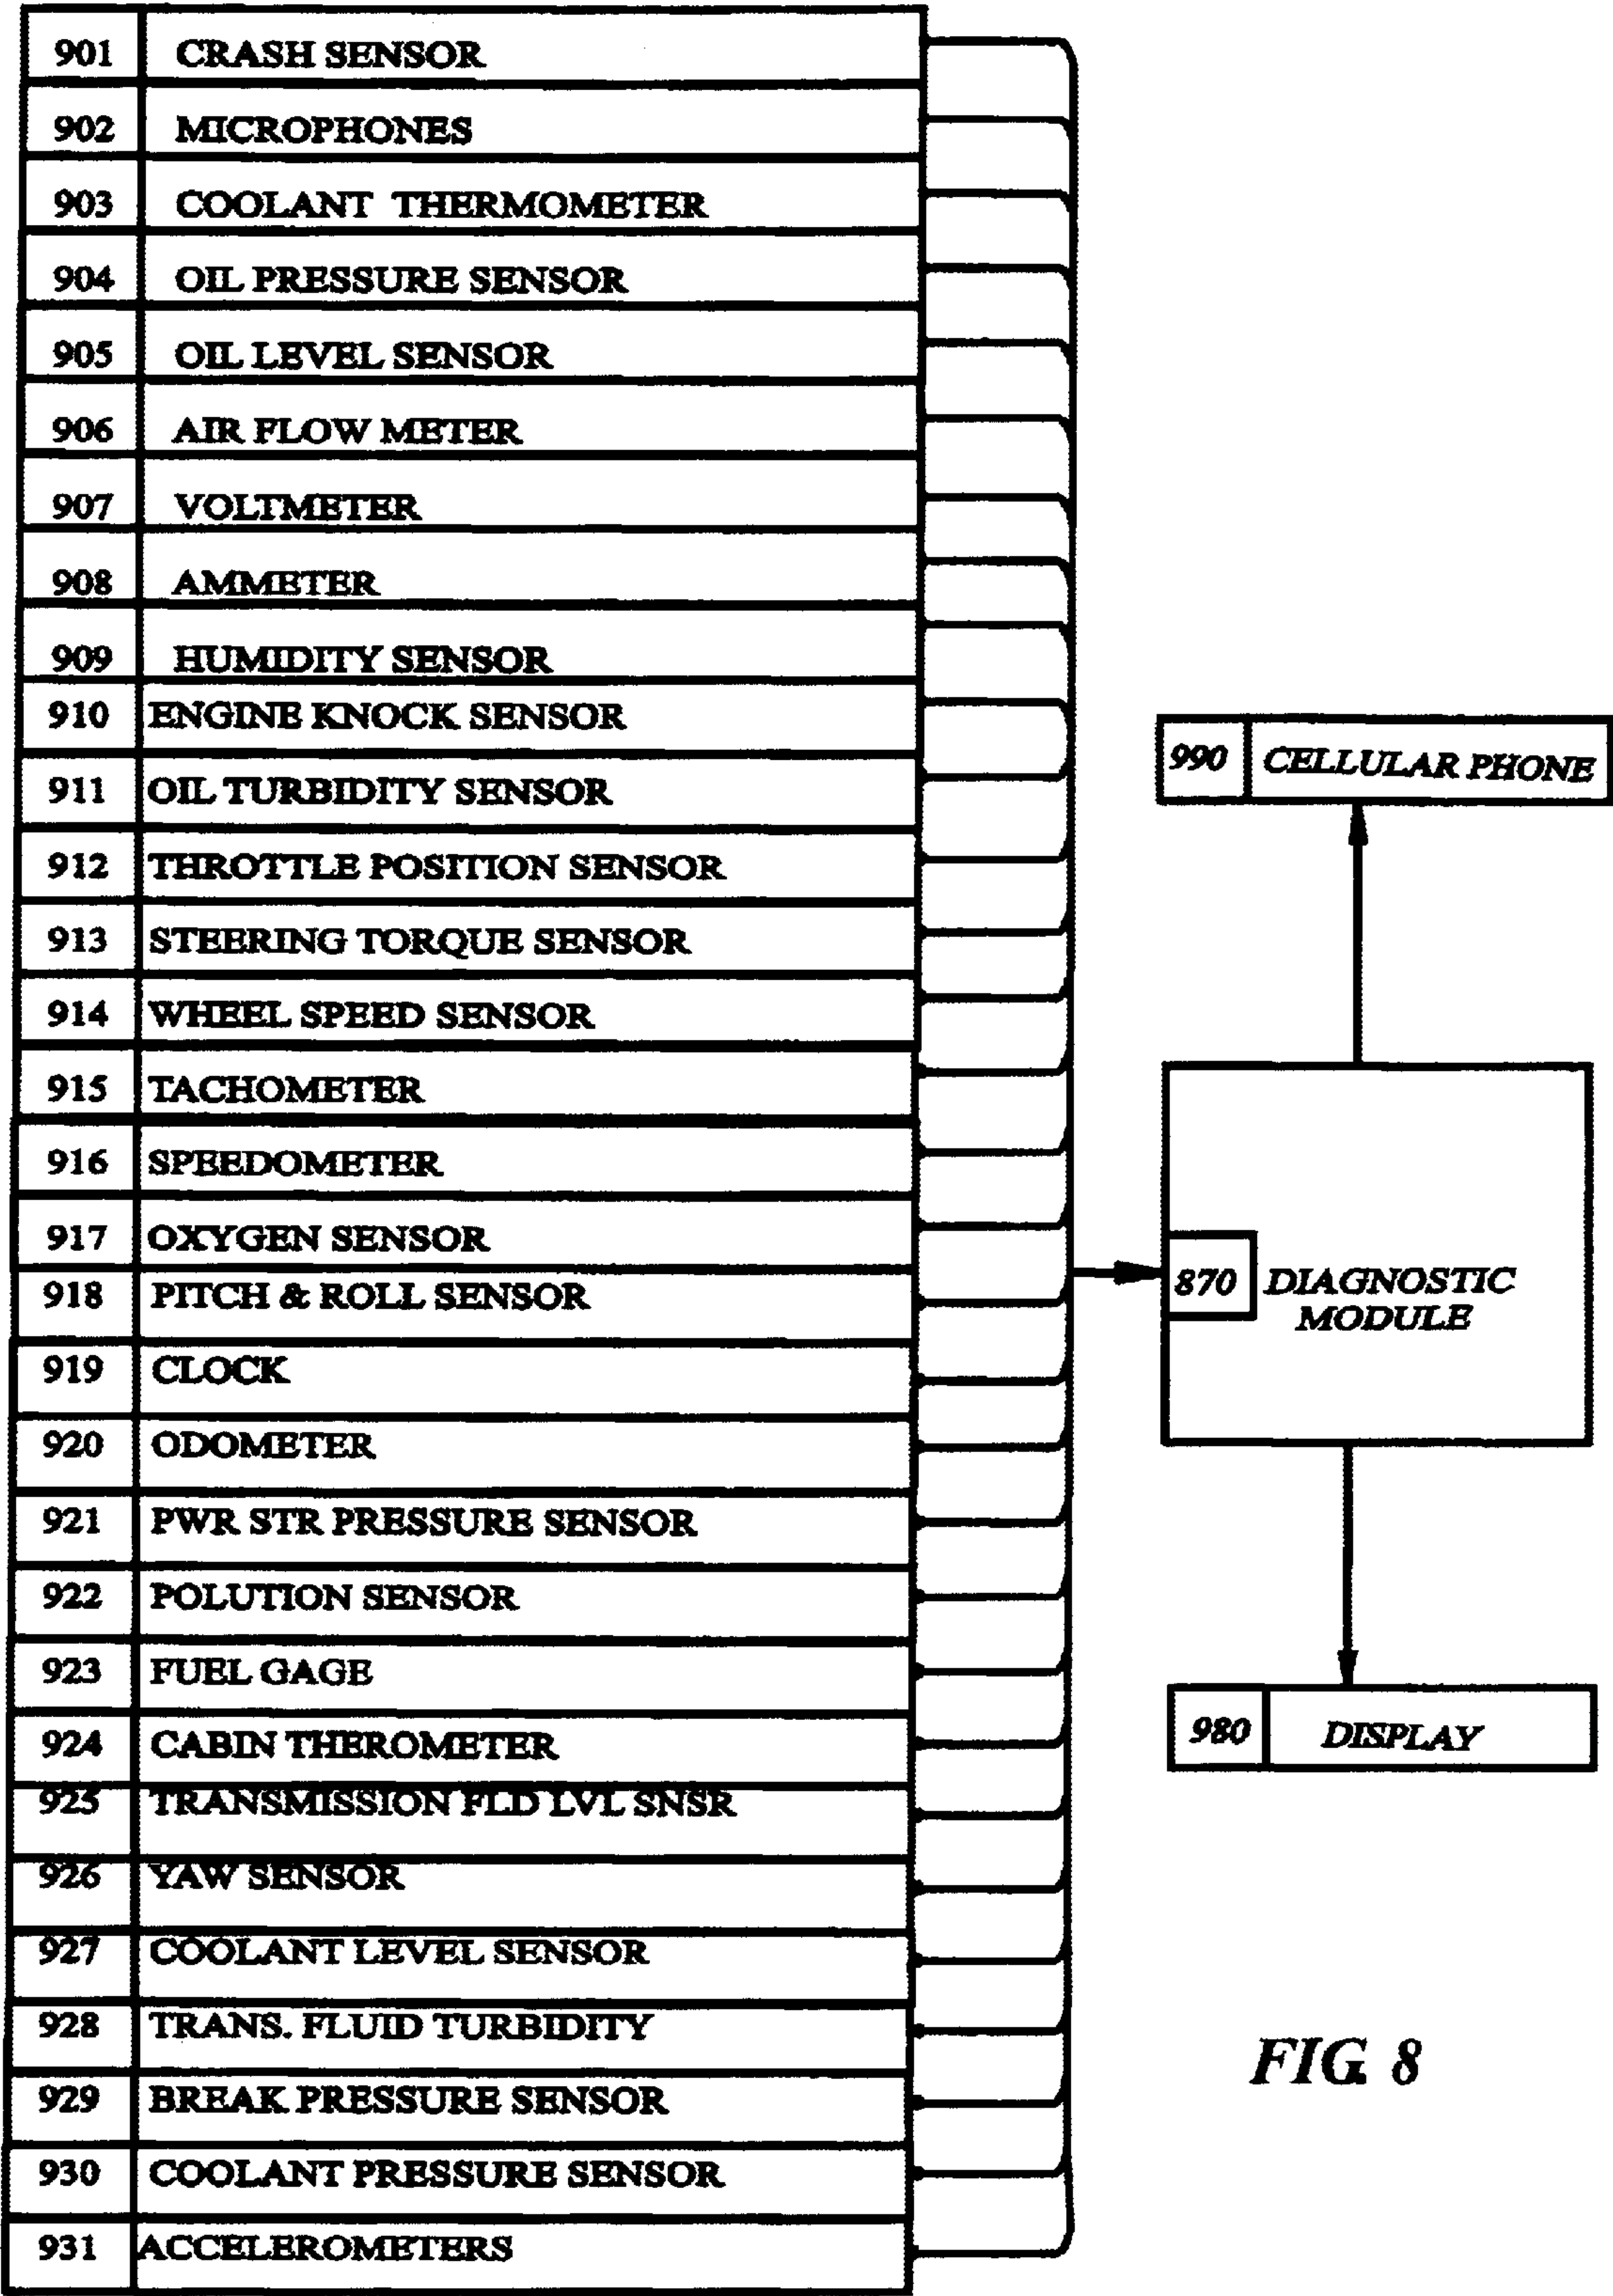 901 CRASH SENSOR
902 MICROPHONES
903 COOLANT THERMOMETER
904 OIL PRESSURE SENSOR
905 OIL LEVEL SENSOR
906 AIR FLOW METER
907 VOLTMETER
908 AMMETER
909 HUMIDITY SENSOR
910 ENGINE KNOCK SENSOR
911 OIL TURBIDITY SENSOR
912 THROTTLE POSITION SENSOR
913 STEERING TORQUE SENSOR
914 WHEEL SPEED SENSOR
915 TACHOMETER
916 SPEEDOMETER
917 OXYGEN SENSOR
918 PITCH & ROLL SENSOR
919 CLOCK
920 ODOMETER
921 PWR STR PRESSURE SENSOR
922 POLUTION SENSOR
923 FUEL GAGE
924 CABIN THEROMETER
925 TRANSMISSION FLD LVL SNSR
926 YAW SENSOR
927 COOLANT LEVEL SENSOR
928 TRANS. FLUID TURBIDITY
929 BREAK PRESSURE SENSOR
930 COOLANT PRESSURE SENSOR
931 ACCELEROMETERS
990 CELLULAR PHONE
870 DIAGNOSTIC
MODULE
980 DISPLAY
FIG. 8